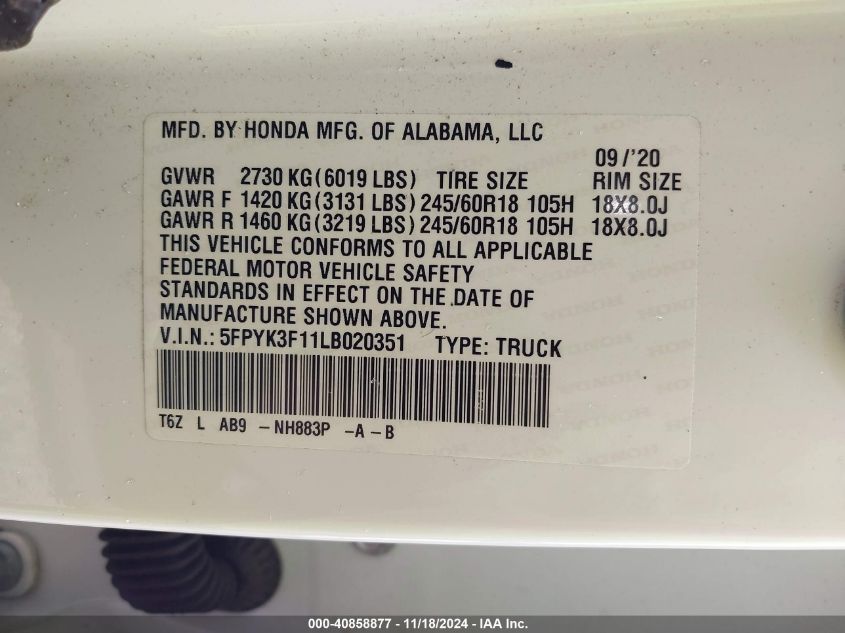 MFD. BY HONDA MFG. OF ALABAMA, LLC
09/'20
GVWR 2730 KG(6019 LBS) TIRE SIZE RIM SIZE
GAWR F 1420 KG(3131 LBS) 245/60R18 105H 18X8.0J
GAWR R 1460 KG(3219 LBS) 245/60R18 105H 18X8.0J
THIS VEHICLE CONFORMS TO ALL APPLICABLE
FEDERAL MOTOR VEHICLE SAFETY
STANDARDS IN EFFECT ON THE DATE OF
MANUFACTURE SHOWN ABOVE.
V.I.N.: 5FPYK3F11LB020351 TYPE: TRUCK
T6Z L AB9 -NH883P -A-B
000-40858877 - 11/18/2024 - IAA Inc.